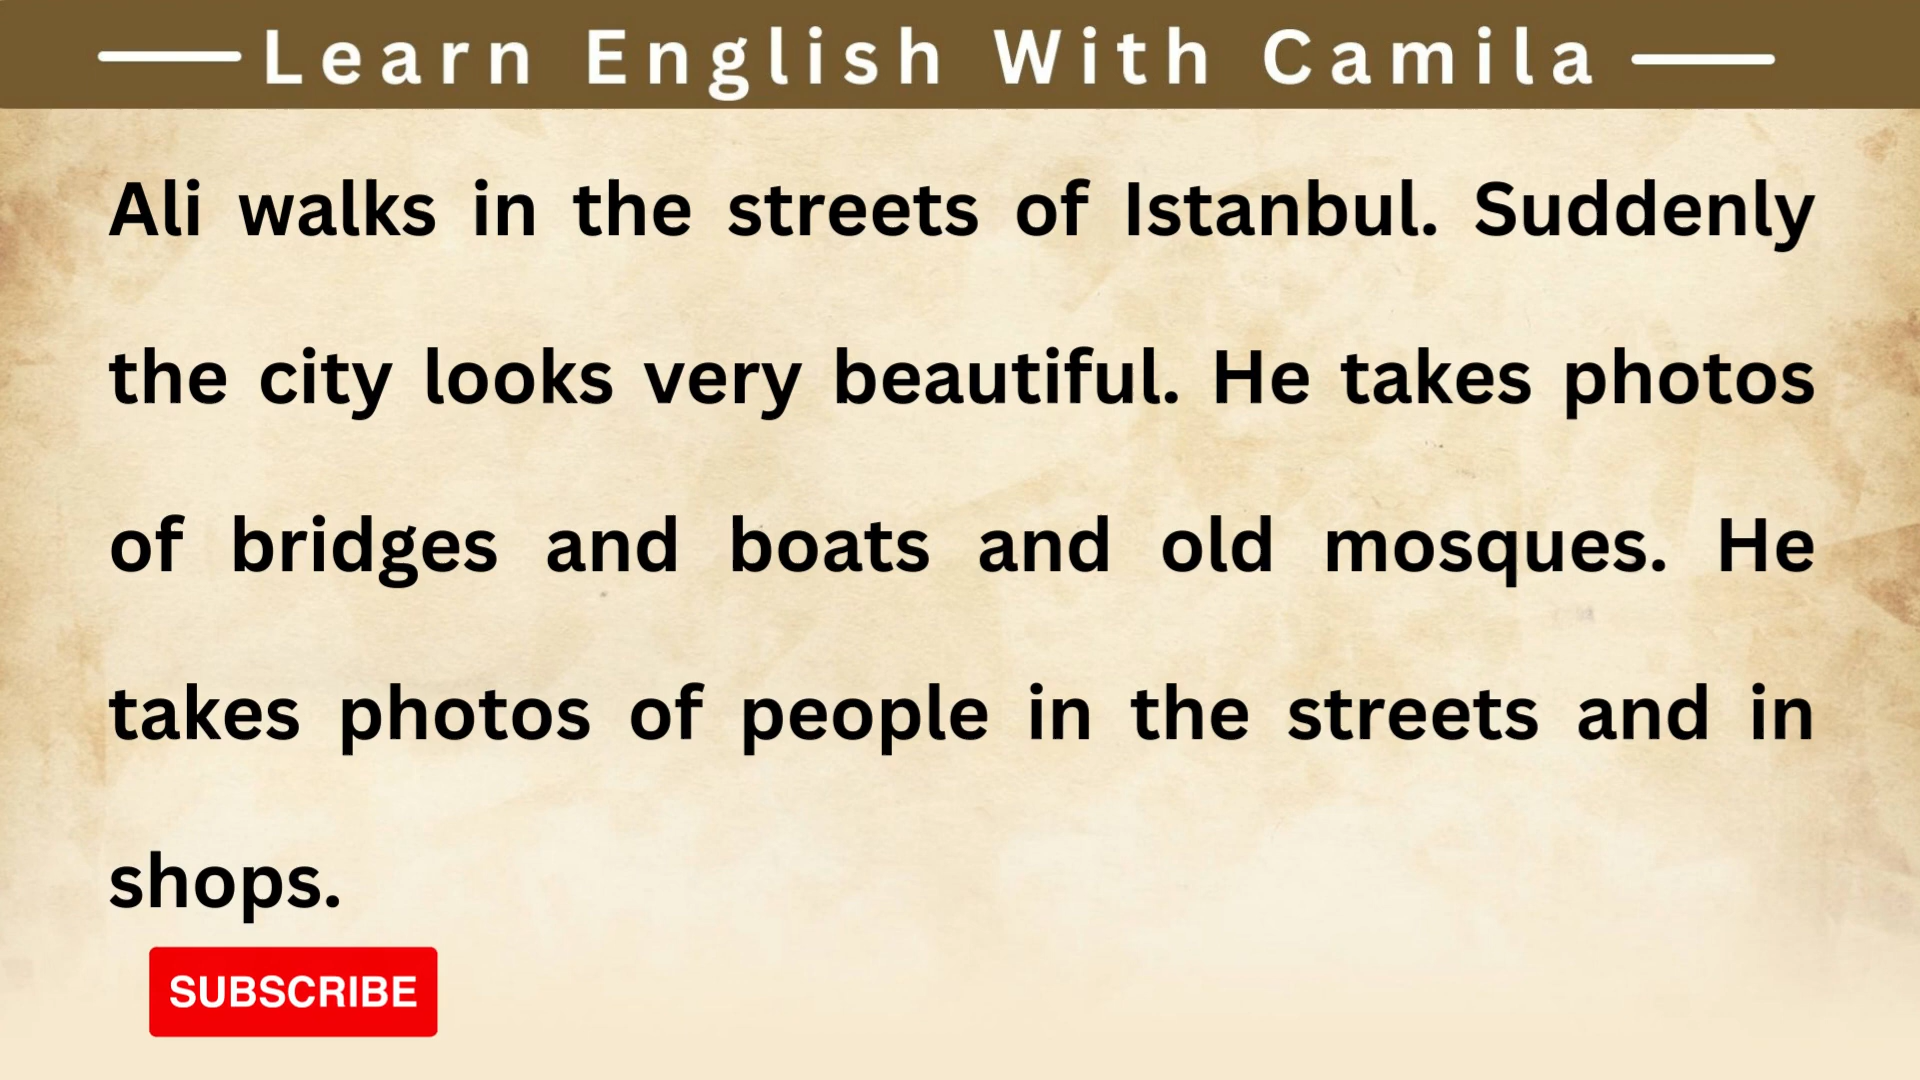 Learn English With Camila
Ali walks in the streets of Istanbul. Suddenly
the city looks very beautiful. He takes photos
of bridges and boats and old mosques. He
takes photos of people in the streets and in
shops.
SUBSCRIBE